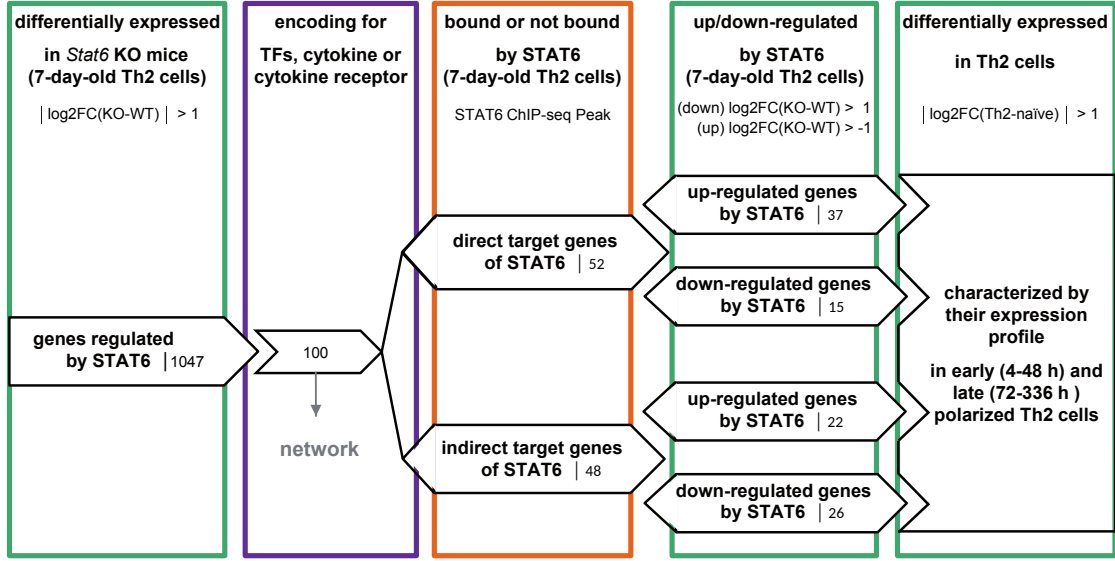 differentially expressed
in Stat6 KO mice
(7-day-old Th2 cells)
| log2FC(KO-WT) | > 1
genes regulated
by STAT6 | 1047
encoding for
TFs, cytokine or
cytokine receptor
100
network
bound or not bound
by STAT6
(7-day-old Th2 cells)
STAT6 ChIP-seq Peak
direct target genes
of STAT6 | 52
indirect target genes
of STAT6 | 48
up/down-regulated
by STAT6
(7-day-old Th2 cells)
(down) log2FC(KO-WT) > 1
(up) log2FC(KO-WT) > -1
up-regulated genes
by STAT6 | 37
down-regulated genes
by STAT6 | 15
up-regulated genes
by STAT6 | 22
down-regulated genes
by STAT6 | 26
differentially expressed
in Th2 cells
| log2FC(Th2-naïve) | > 1
characterized by
their expression
profile
in early (4-48 h) and
late (72-336 h )
polarized Th2 cells